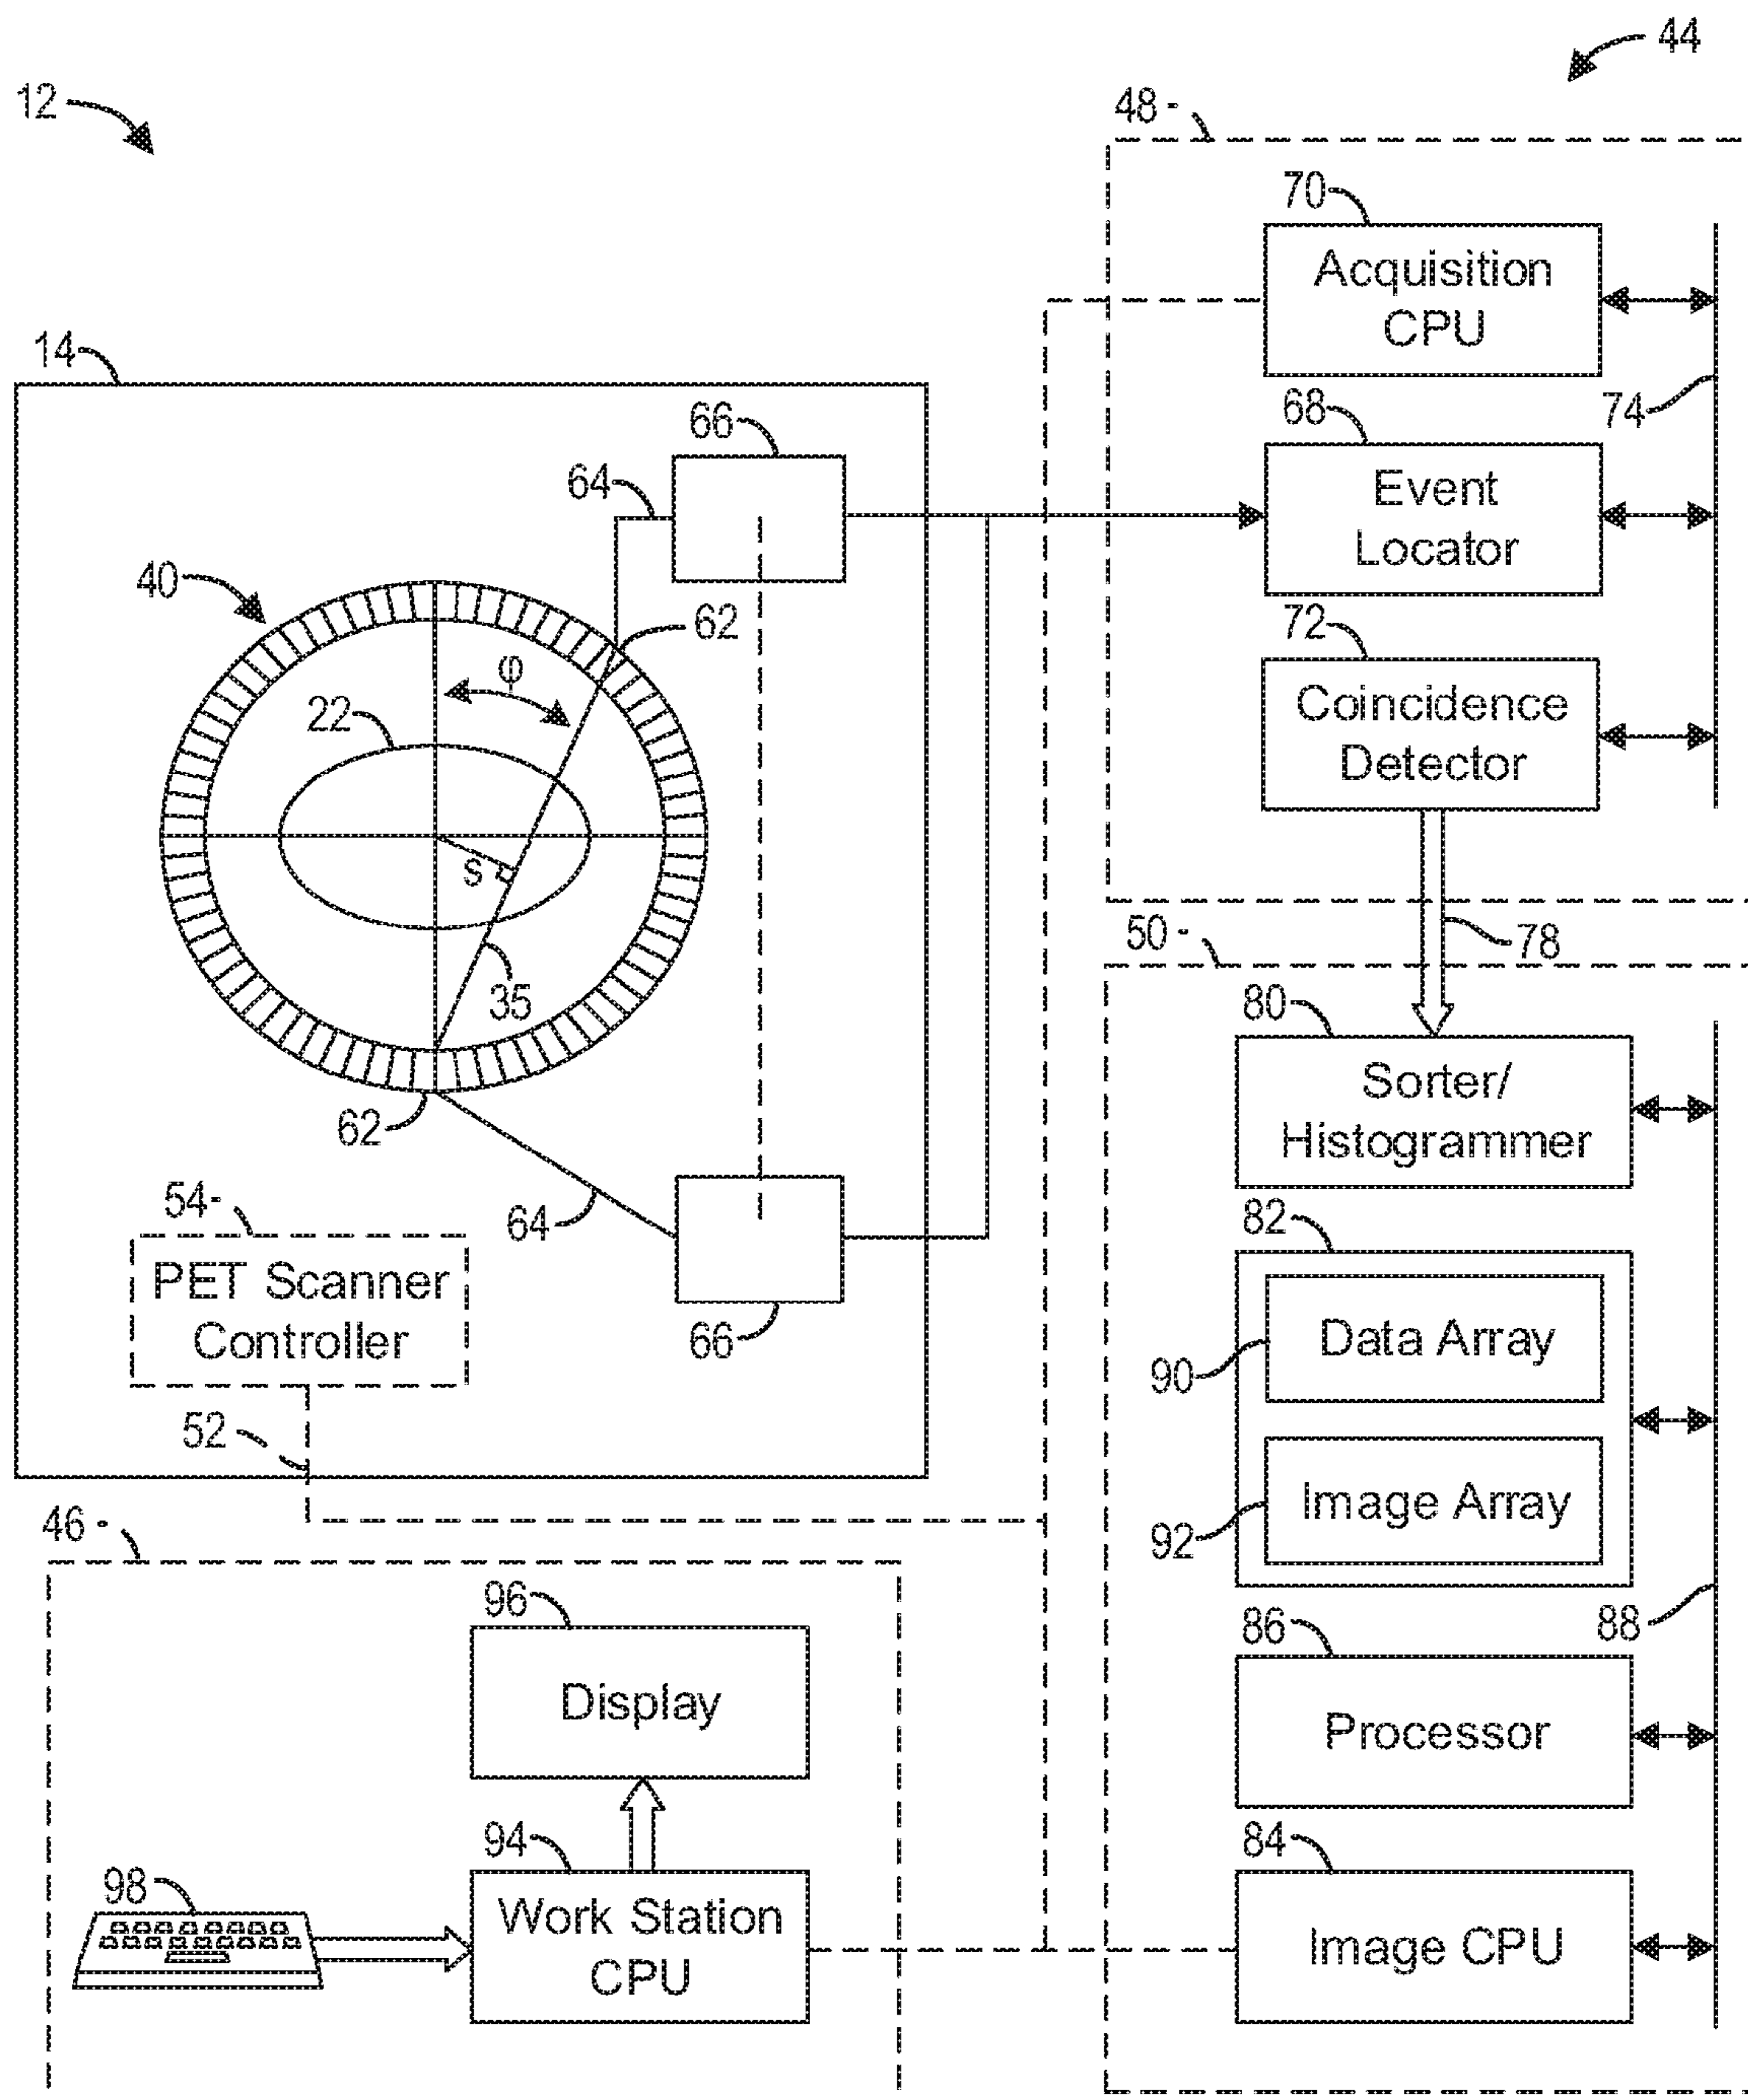 44
12
48
70
Acquisition
CPU
14
74
66
68
64
Event
Locator
40
62
72
φ
Coincidence
Detector
22
s
78
50
35
80
Sorter/
Histogrammer
62
54
64
82
PET Scanner
Controller
66
Data Array
90
52
Image Array
92
46
96
86
88
Display
Processor
94
84
98
Work Station
CPU
Image CPU